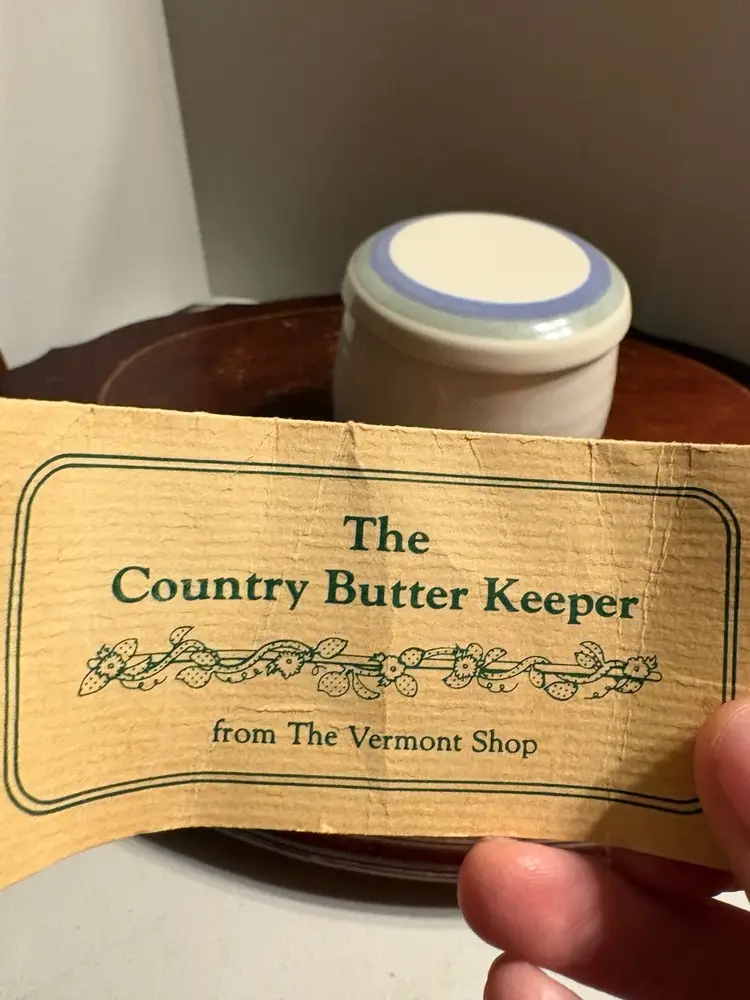 The
Country Butter Keeper
from The Vermont Shop